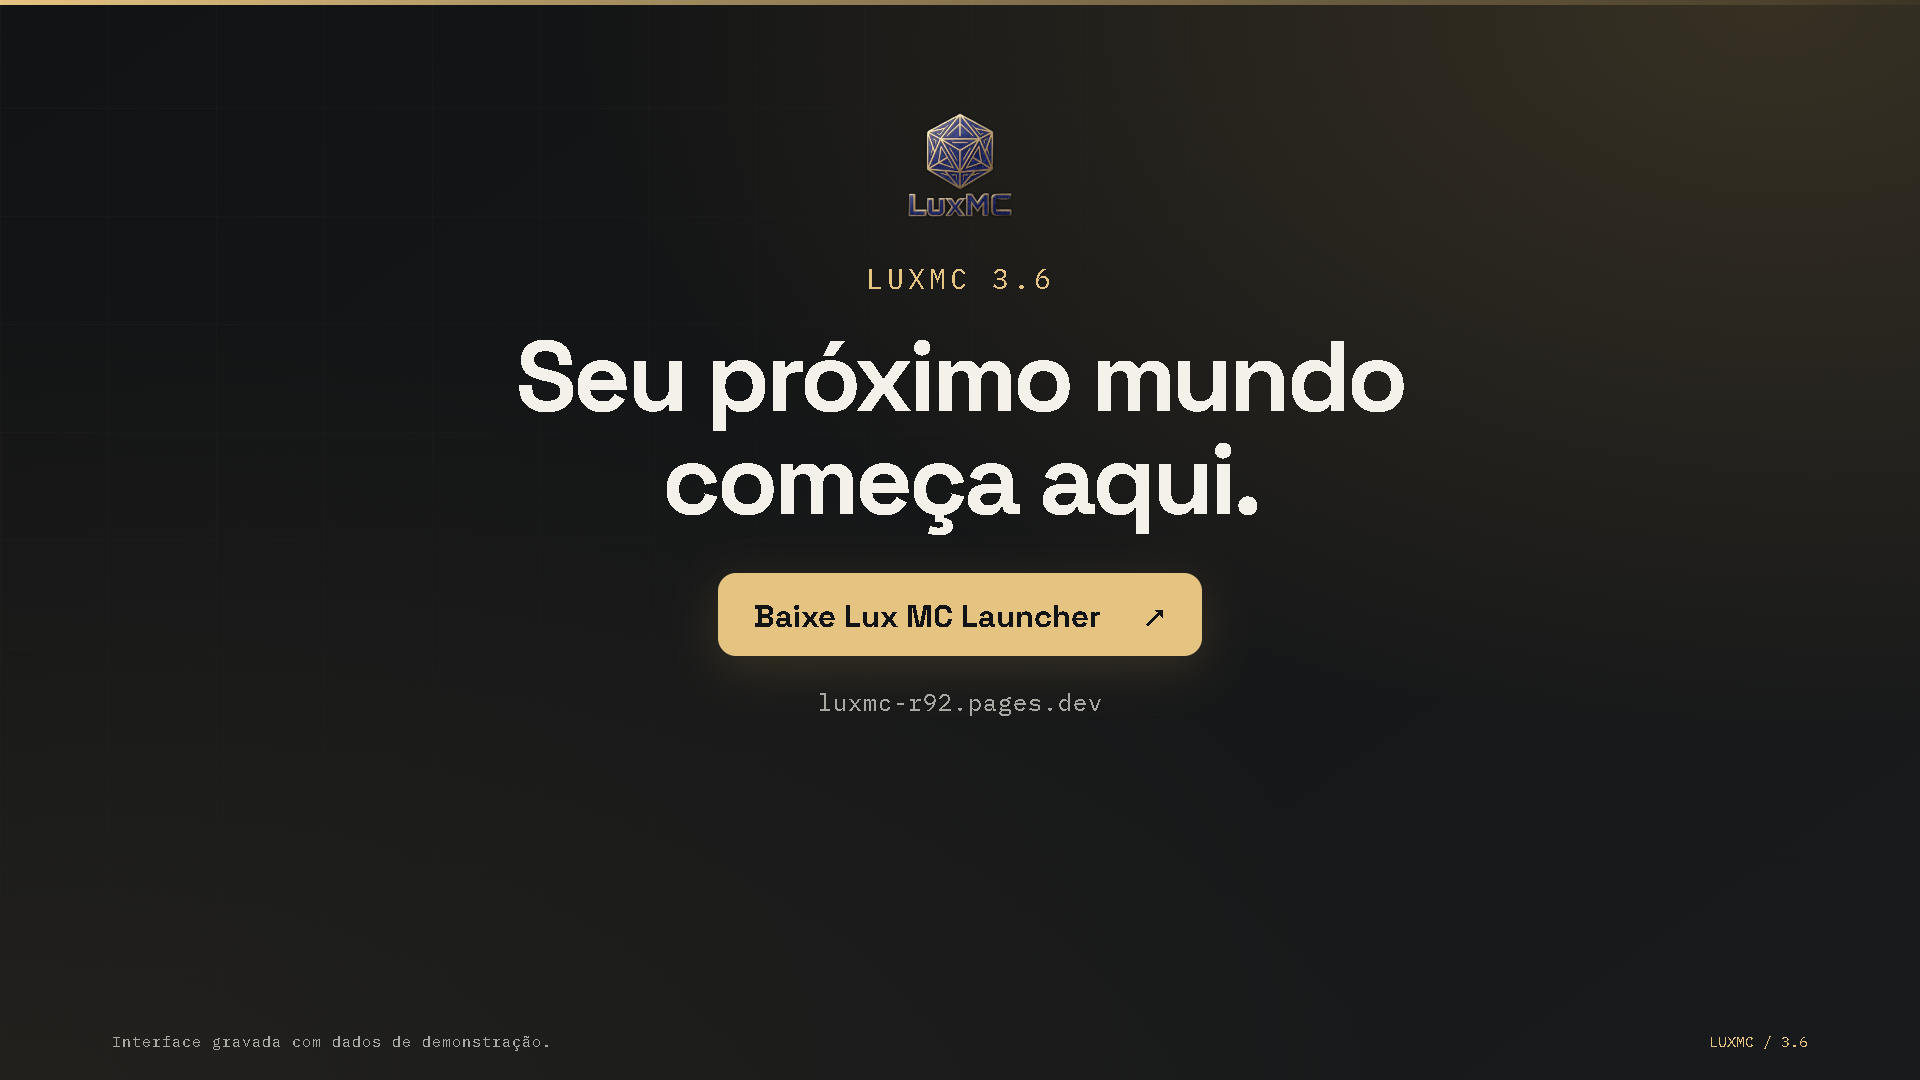 LuxMC
LUXMC 3.6
Seu próximo mundo
começa aqui.
Baixe Lux MC Launcher ↗
luxmc-r92.pages.dev
Interface gravada com dados de demonstração.
LUXMC / 3.6